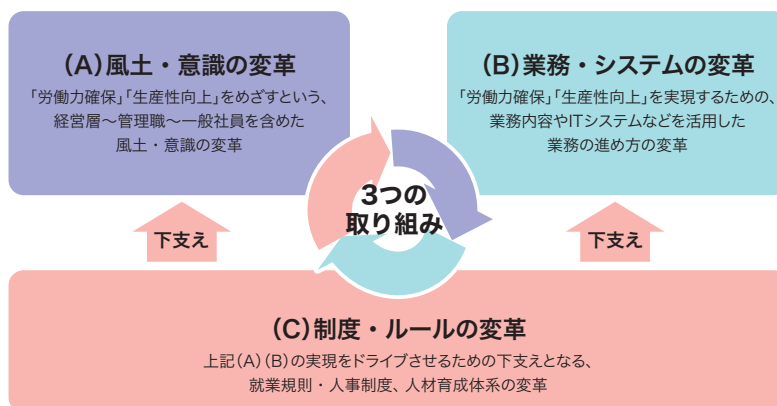 (A)風土・意識の変革
「労働力確保」「生産性向上」をめざすという、
経営層～管理職～一般社員を含めた
風土・意識の変革
(B)業務・システムの変革
「労働力確保」「生産性向上」を実現するための、
業務内容やITシステムなどを活用した
業務の進め方の変革
3つの
取り組み
下支え
下支え
(C)制度・ルールの変革
上記(A)(B)の実現をドライブさせるための下支えとなる、
就業規則・人事制度、人材育成体系の変革